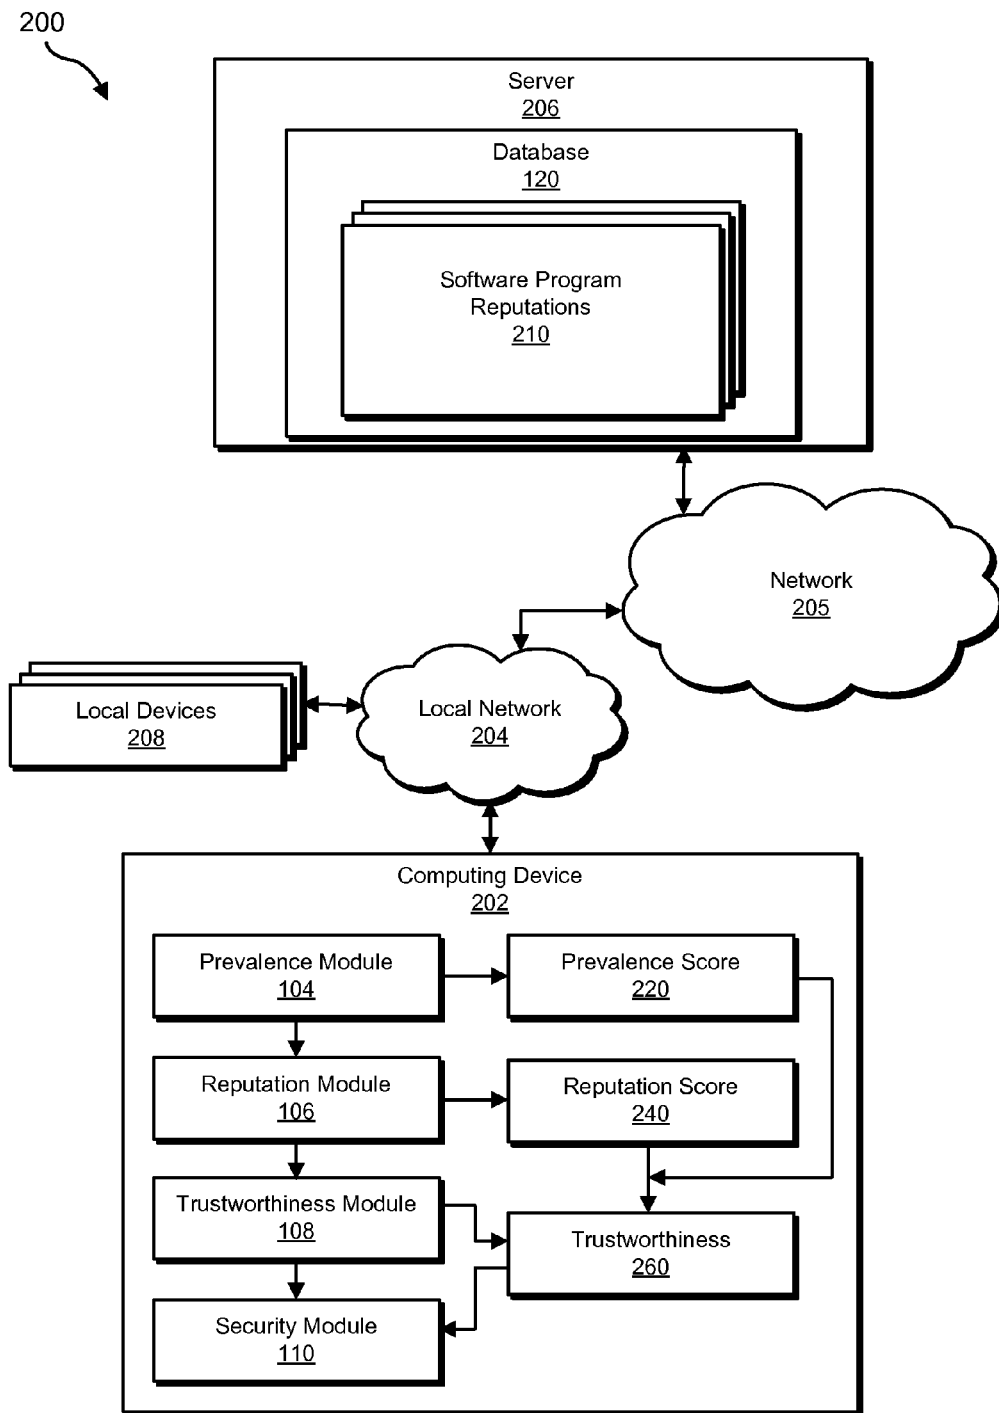 200
Server
206
Database
120
Software Program
Reputations
210
Network
205
Local Devices
208
Local Network
204
Computing Device
202
Prevalence Module
104
Prevalence Score
220
Reputation Module
106
Reputation Score
240
Trustworthiness Module
108
Trustworthiness
260
Security Module
110